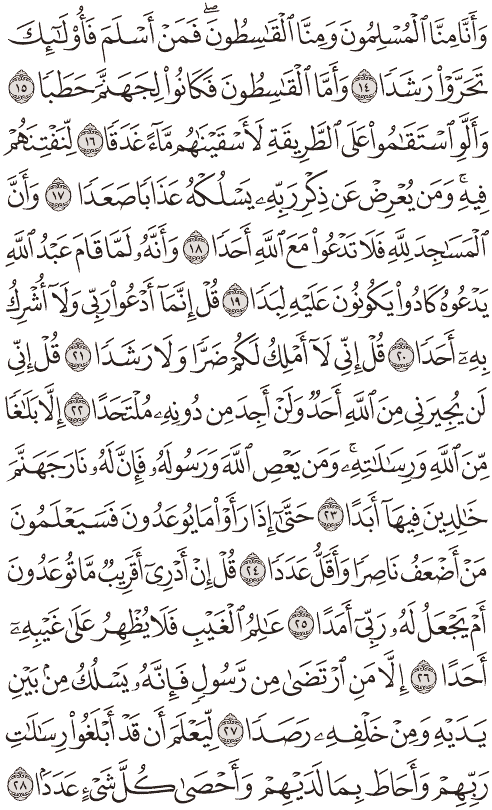 وَأَنَّا مِنَّا ٱلْمُسْلِمُونَ وَمِنَّا ٱلْقَٰسِطُونَۖ فَمَنْ أَسْلَمَ فَأُو۟لَٰٓئِكَ
تَحَرَّوْا۟ رَشَدًا ١٤ وَأَمَّا ٱلْقَٰسِطُونَ فَكَانُوا۟ لِجَهَنَّمَ حَطَبًا ١٥
وَأَلَّوِ ٱسْتَقَٰمُوا۟ عَلَى ٱلطَّرِيقَةِ لَأَسْقَيْنَٰهُم مَّآءً غَدَقًا ١٦ لِّنَفْتِنَهُمْ
فِيهِۚ وَمَن يُعْرِضْ عَن ذِكْرِ رَبِّهِۦ يَسْلُكْهُ عَذَابًا صَعَدًا ١٧ وَأَنَّ
ٱلْمَسَٰجِدَ لِلَّهِ فَلَا تَدْعُوا۟ مَعَ ٱللَّهِ أَحَدًا ١٨ وَأَنَّهُۥ لَمَّا قَامَ عَبْدُ ٱللَّهِ
يَدْعُوهُ كَادُوا۟ يَكُونُونَ عَلَيْهِ لِبَدًا ١٩ قُلْ إِنَّمَآ أَدْعُوا۟ رَبِّى وَلَآ أُشْرِكُ
بِهِۦٓ أَحَدًا ٢٠ قُلْ إِنِّى لَآ أَمْلِكُ لَكُمْ ضَرًّا وَلَا رَشَدًا ٢١ قُلْ إِنِّى
لَن يُجِيرَنِى مِنَ ٱللَّهِ أَحَدٌ وَلَنْ أَجِدَ مِن دُونِهِۦ مُلْتَحَدًا ٢٢ إِلَّا بَلَٰغًا
مِّنَ ٱللَّهِ وَرِسَٰلَٰتِهِۦۚ وَمَن يَعْصِ ٱللَّهَ وَرَسُولَهُۥ فَإِنَّ لَهُۥ نَارَ جَهَنَّمَ
خَٰلِدِينَ فِيهَآ أَبَدًا ٢٣ حَتَّىٰٓ إِذَا رَأَوْا۟ مَا يُوعَدُونَ فَسَيَعْلَمُونَ
مَنْ أَضْعَفُ نَاصِرًا وَأَقَلُّ عَدَدًا ٢٤ قُلْ إِنْ أَدْرِىٓ أَقَرِيبٌ مَّا تُوعَدُونَ
أَمْ يَجْعَلُ لَهُۥ رَبِّىٓ أَمَدًا ٢٥ عَٰلِمُ ٱلْغَيْبِ فَلَا يُظْهِرُ عَلَىٰ غَيْبِهِۦٓ
أَحَدًا ٢٦ إِلَّا مَنِ ٱرْتَضَىٰ مِن رَّسُولٍ فَإِنَّهُۥ يَسْلُكُ مِنۢ بَيْنِ
يَدَيْهِ وَمِنْ خَلْفِهِۦ رَصَدًا ٢٧ لِّيَعْلَمَ أَن قَدْ أَبْلَغُوا۟ رِسَٰلَٰتِ
رَبِّهِمْ وَأَحَاطَ بِمَا لَدَيْهِمْ وَأَحْصَىٰ كُلَّ شَىْءٍ عَدَدًۢا ٢٨